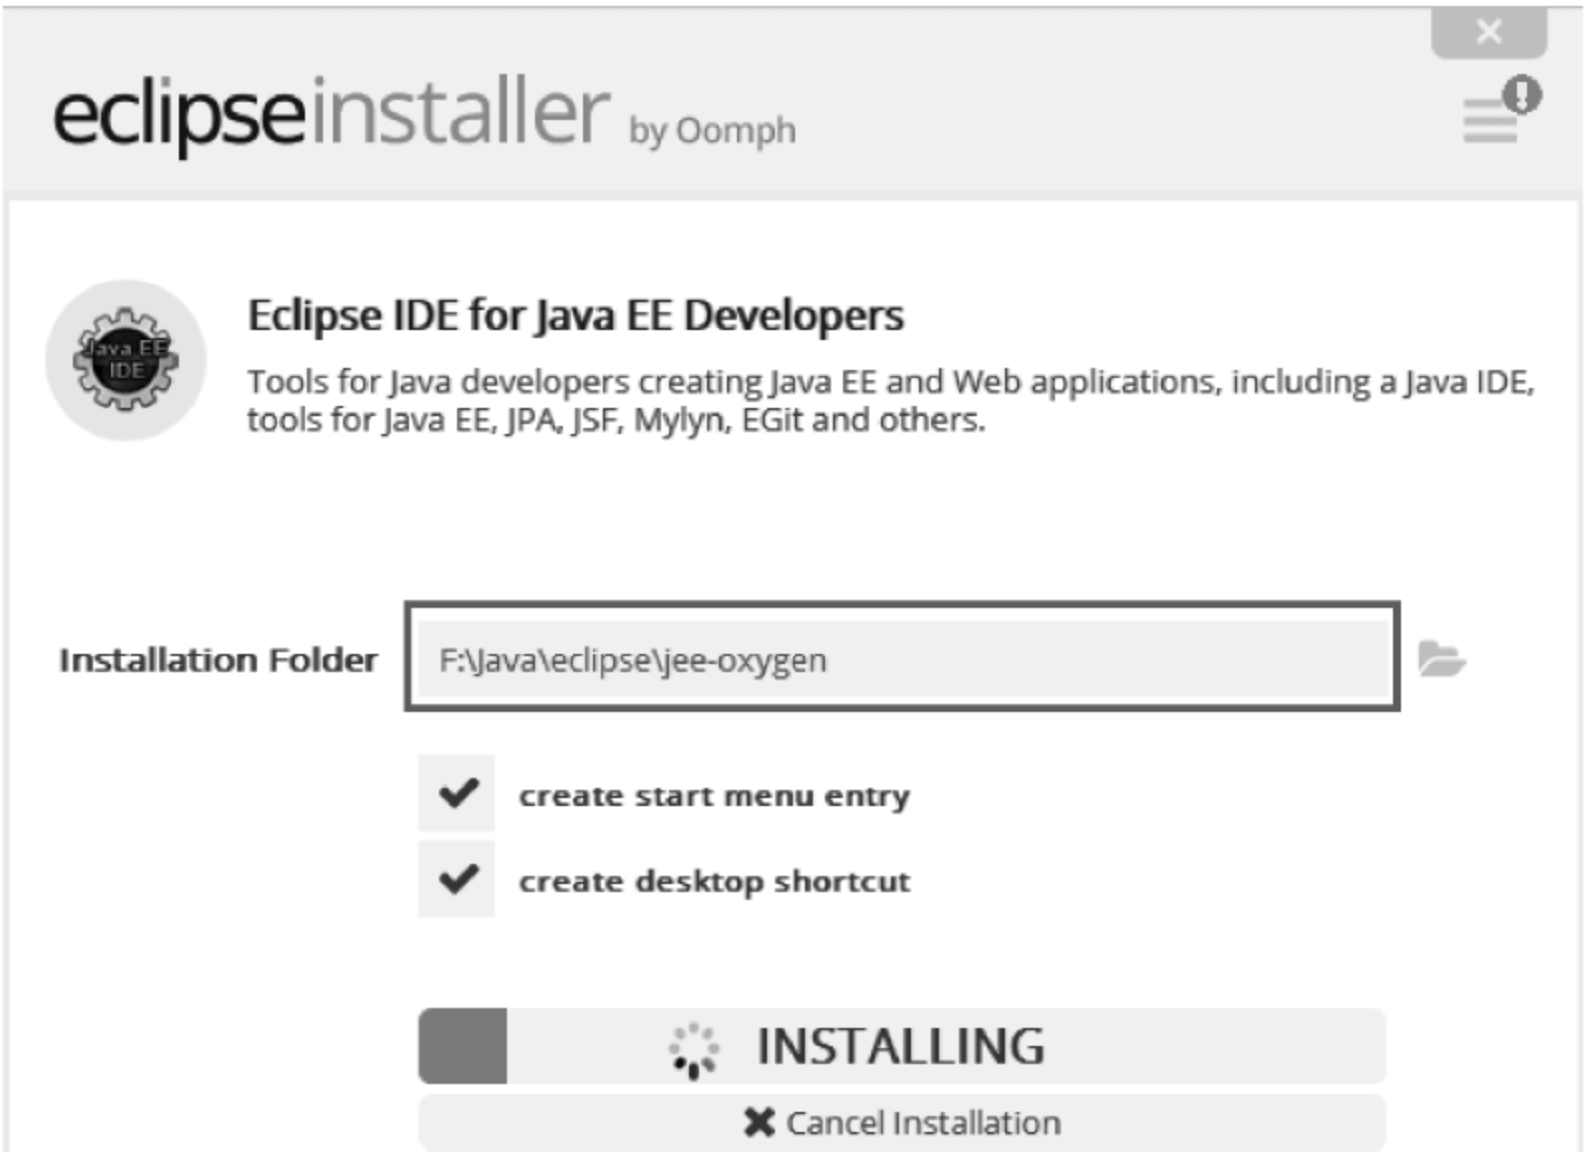 eclipseinstaller by Oomph
Eclipse IDE for Java EE Developers
Java EE
IDE
Tools for Java developers creating Java EE and Web applications, including a Java IDE,
tools for Java EE, JPA, JSF, Mylyn, EGit and others.
Installation Folder F:\Java\eclipse\jee-oxygen
create start menu entry
create desktop shortcut
INSTALLING
Cancel Installation